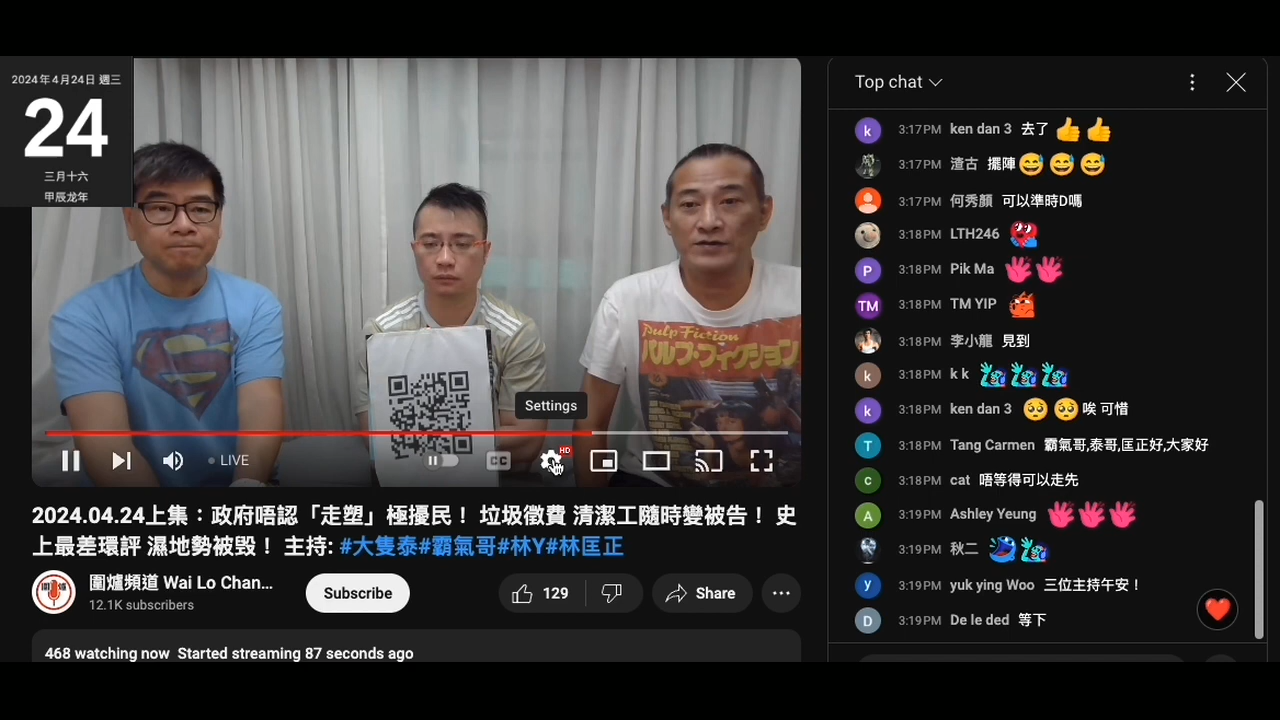 2024年4月24日 週三
24
三月十六
甲辰龙年
Pulp Fiction
パルプ・フィクション
Settings
HD
LIVE
CC
2024.04.24上集：政府唔認「走塑」極擾民！ 垃圾徵費 清潔工隨時變被告！ 史
上最差環評 濕地勢被毀！ 主持: #大隻泰#霸氣哥#林Y#林匡正
圍爐頻道 Wai Lo Chan...
12.1K subscribers
Subscribe
129
Share
468 watching now Started streaming 87 seconds ago
Top chat
k 3:17PM ken dan 3 去了 👍 👍
3:17PM 渣古 擺陣 😅 😅 😅
3:17PM 何秀顏 可以準時D嗎
3:18PM LTH246
P 3:18PM Pik Ma
TM 3:18PM TM YIP
3:18PM 李小龍 見到
k 3:18PM k k
k 3:18PM ken dan 3 🥺 🥺 唉 可惜
T 3:18PM Tang Carmen 霸氣哥,泰哥,匡正好,大家好
c 3:18PM cat 唔等得可以走先
A 3:19PM Ashley Yeung
3:19PM 秋二
y 3:19PM yuk ying Woo 三位主持午安！
D 3:19PM De le ded 等下